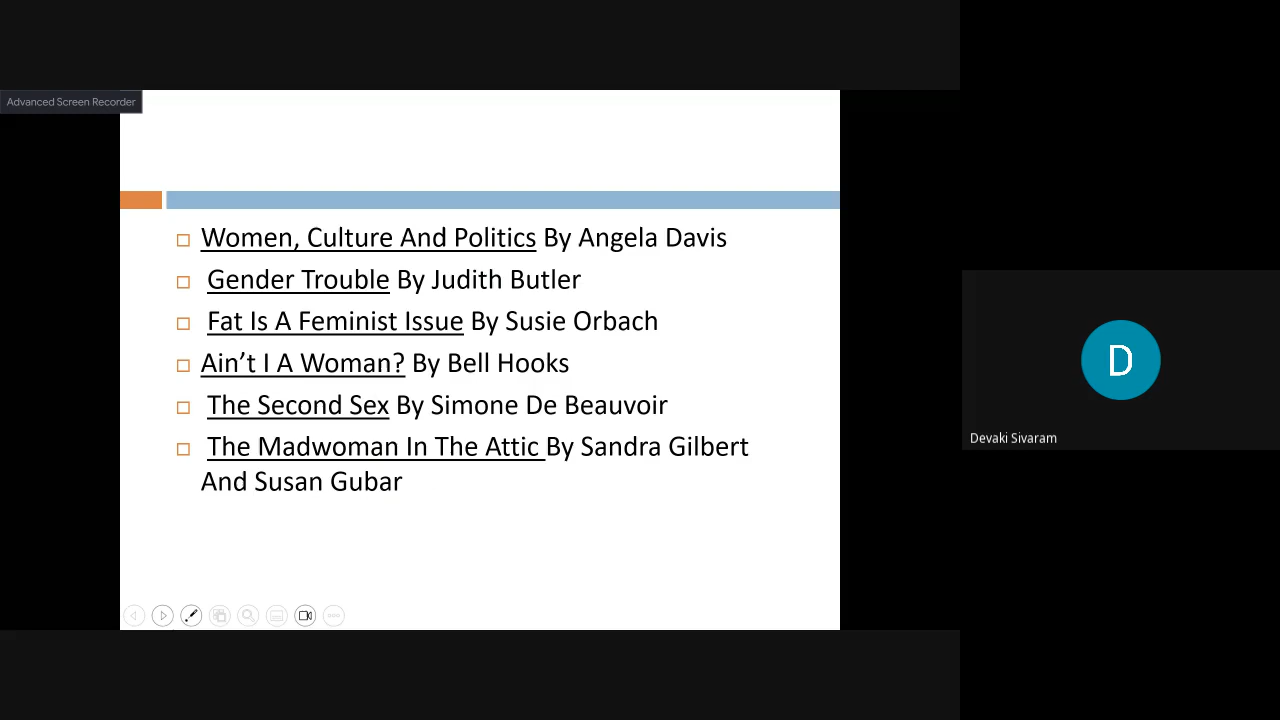 Advanced Screen Recorder
Women, Culture And Politics By Angela Davis
Gender Trouble By Judith Butler
Fat Is A Feminist Issue By Susie Orbach
Ain’t I A Woman? By Bell Hooks
The Second Sex By Simone De Beauvoir
The Madwoman In The Attic By Sandra Gilbert
And Susan Gubar
D
Devaki Sivaram